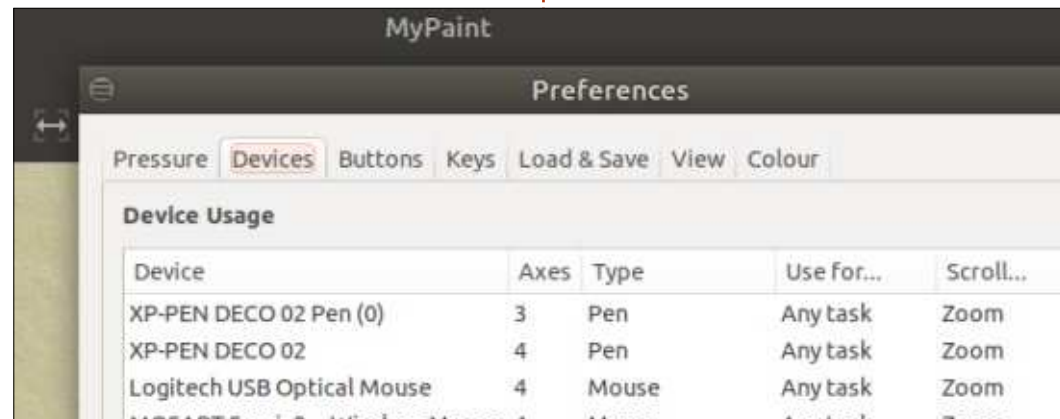 MyPaint
Preferences
Pressure Devices Buttons Keys Load & Save View Colour
Device Usage
Device Axes Type Use for... Scroll...
XP-PEN DECO 02 Pen (0) 3 Pen Any task Zoom
XP-PEN DECO 02 4 Pen Any task Zoom
Logitech USB Optical Mouse 4 Mouse Any task Zoom